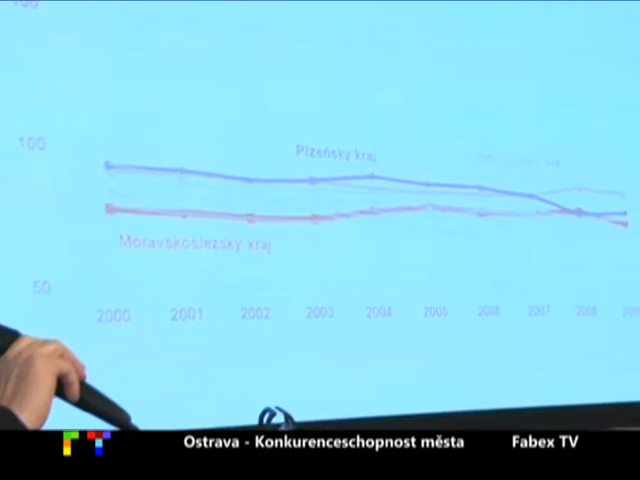 100
Plzeňský kraj
Moravskoslezský kraj
50
2000 2001 2002 2003 2004 2005 2006 2007 2008
Ostrava - Konkurenceschopnost města Fabex TV